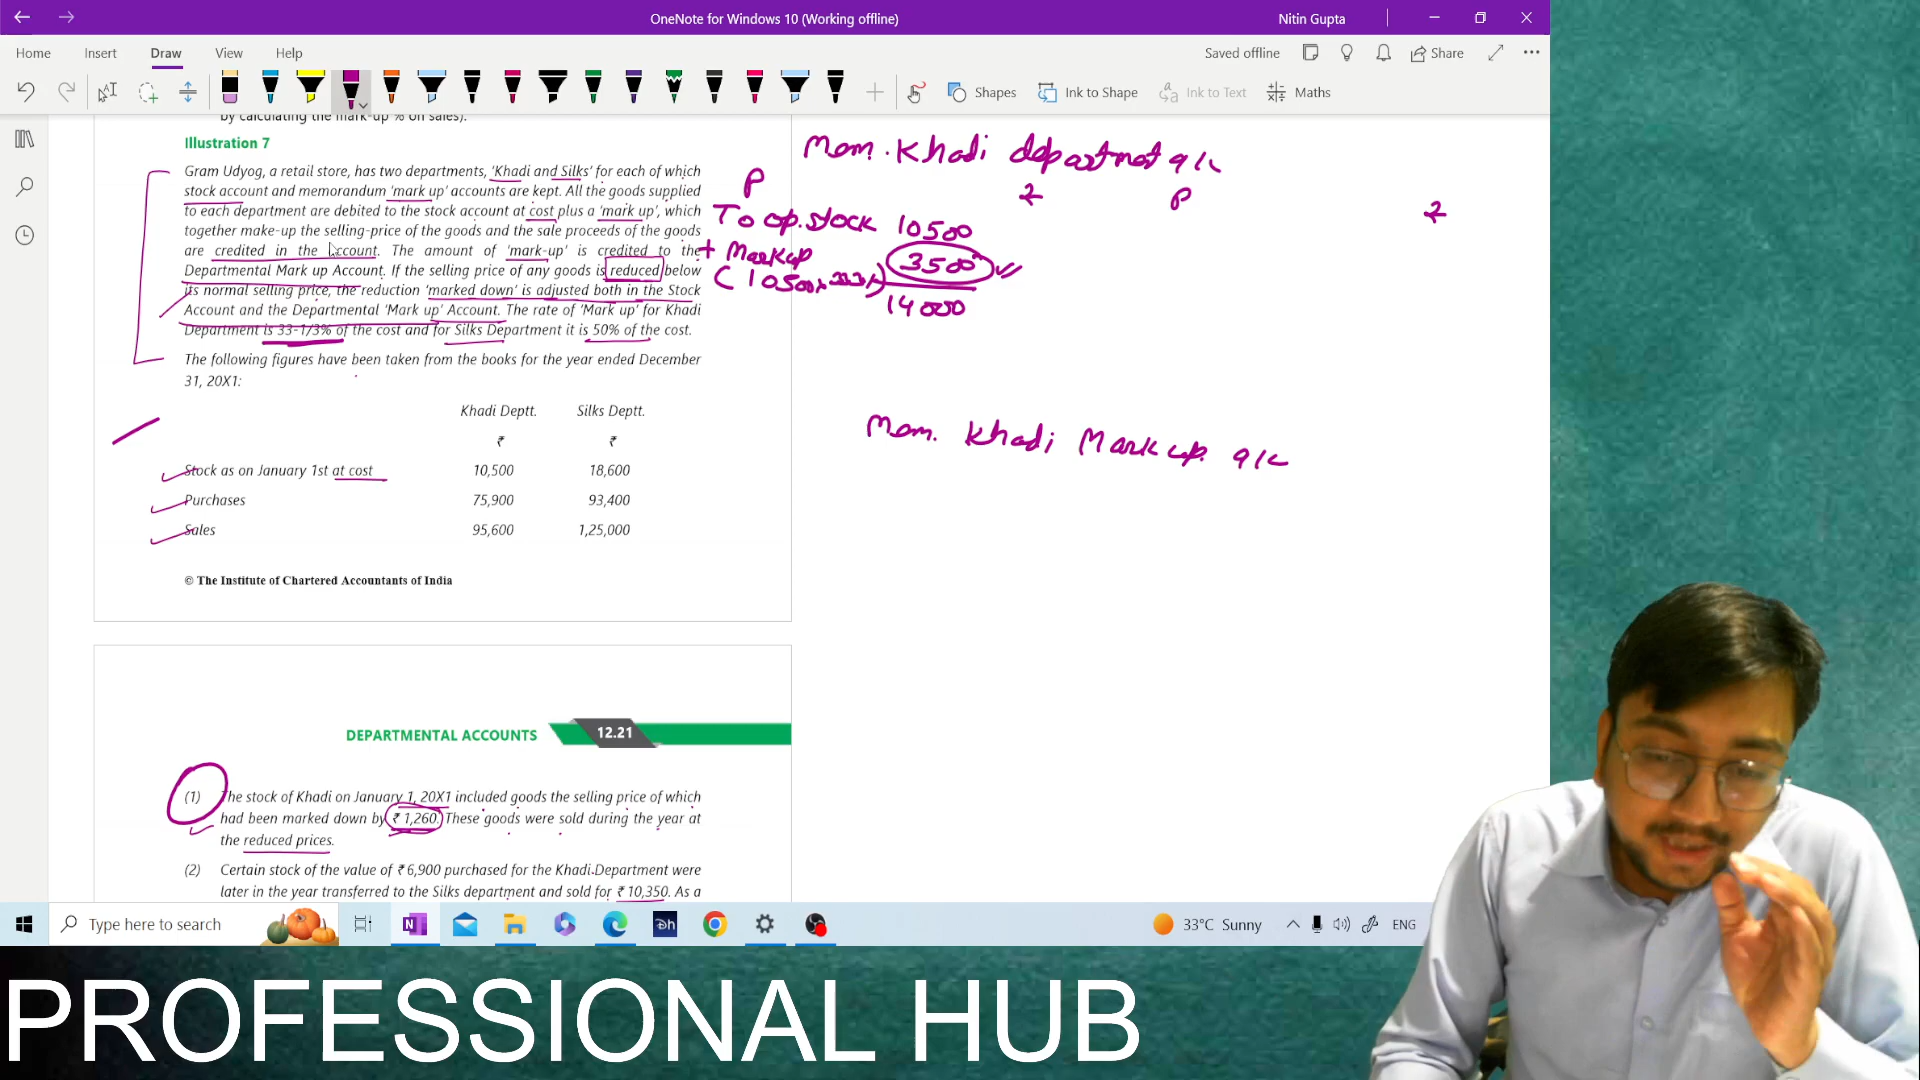 OneNote for Windows 10 (Working offline)
Nitin Gupta
Home Insert Draw View Help
Saved offline
Share
Shapes
Ink to Shape
Ink to Text
Maths
by calculating the mark-up % on sales).
Illustration 7
Gram Udyog, a retail store, has two departments, 'Khadi and Silks' for each of which
stock account and memorandum 'mark up' accounts are kept. All the goods supplied
to each department are debited to the stock account at cost plus a 'mark up', which
together make-up the selling-price of the goods and the sale proceeds of the goods
are credited in the account. The amount of 'mark-up' is credited to the
Departmental Mark up Account. If the selling price of any goods is reduced below
its normal selling price, the reduction 'marked down' is adjusted both in the Stock
Account and the Departmental 'Mark up' Account. The rate of 'Mark up' for Khadi
Department is 33-1/3% of the cost and for Silks Department it is 50% of the cost.
The following figures have been taken from the books for the year ended December
31, 20X1:
Khadi Deptt. Silks Deptt.
₹ ₹
Stock as on January 1st at cost 10,500 18,600
Purchases 75,900 93,400
Sales 95,600 1,25,000
© The Institute of Chartered Accountants of India
DEPARTMENTAL ACCOUNTS 12.21
(1) The stock of Khadi on January 1, 20X1 included goods the selling price of which
had been marked down by ₹ 1,260. These goods were sold during the year at
the reduced prices.
(2) Certain stock of the value of ₹ 6,900 purchased for the Khadi Department were
later in the year transferred to the Silks department and sold for ₹ 10,350. As a
Mem. Khadi department a/c
P ₹ P ₹
To op. stock 10500
+ Markup 3500
14000
Mem. Khadi Mark up. a/c
Type here to search
33°C Sunny
ENG
PROFESSIONAL HUB